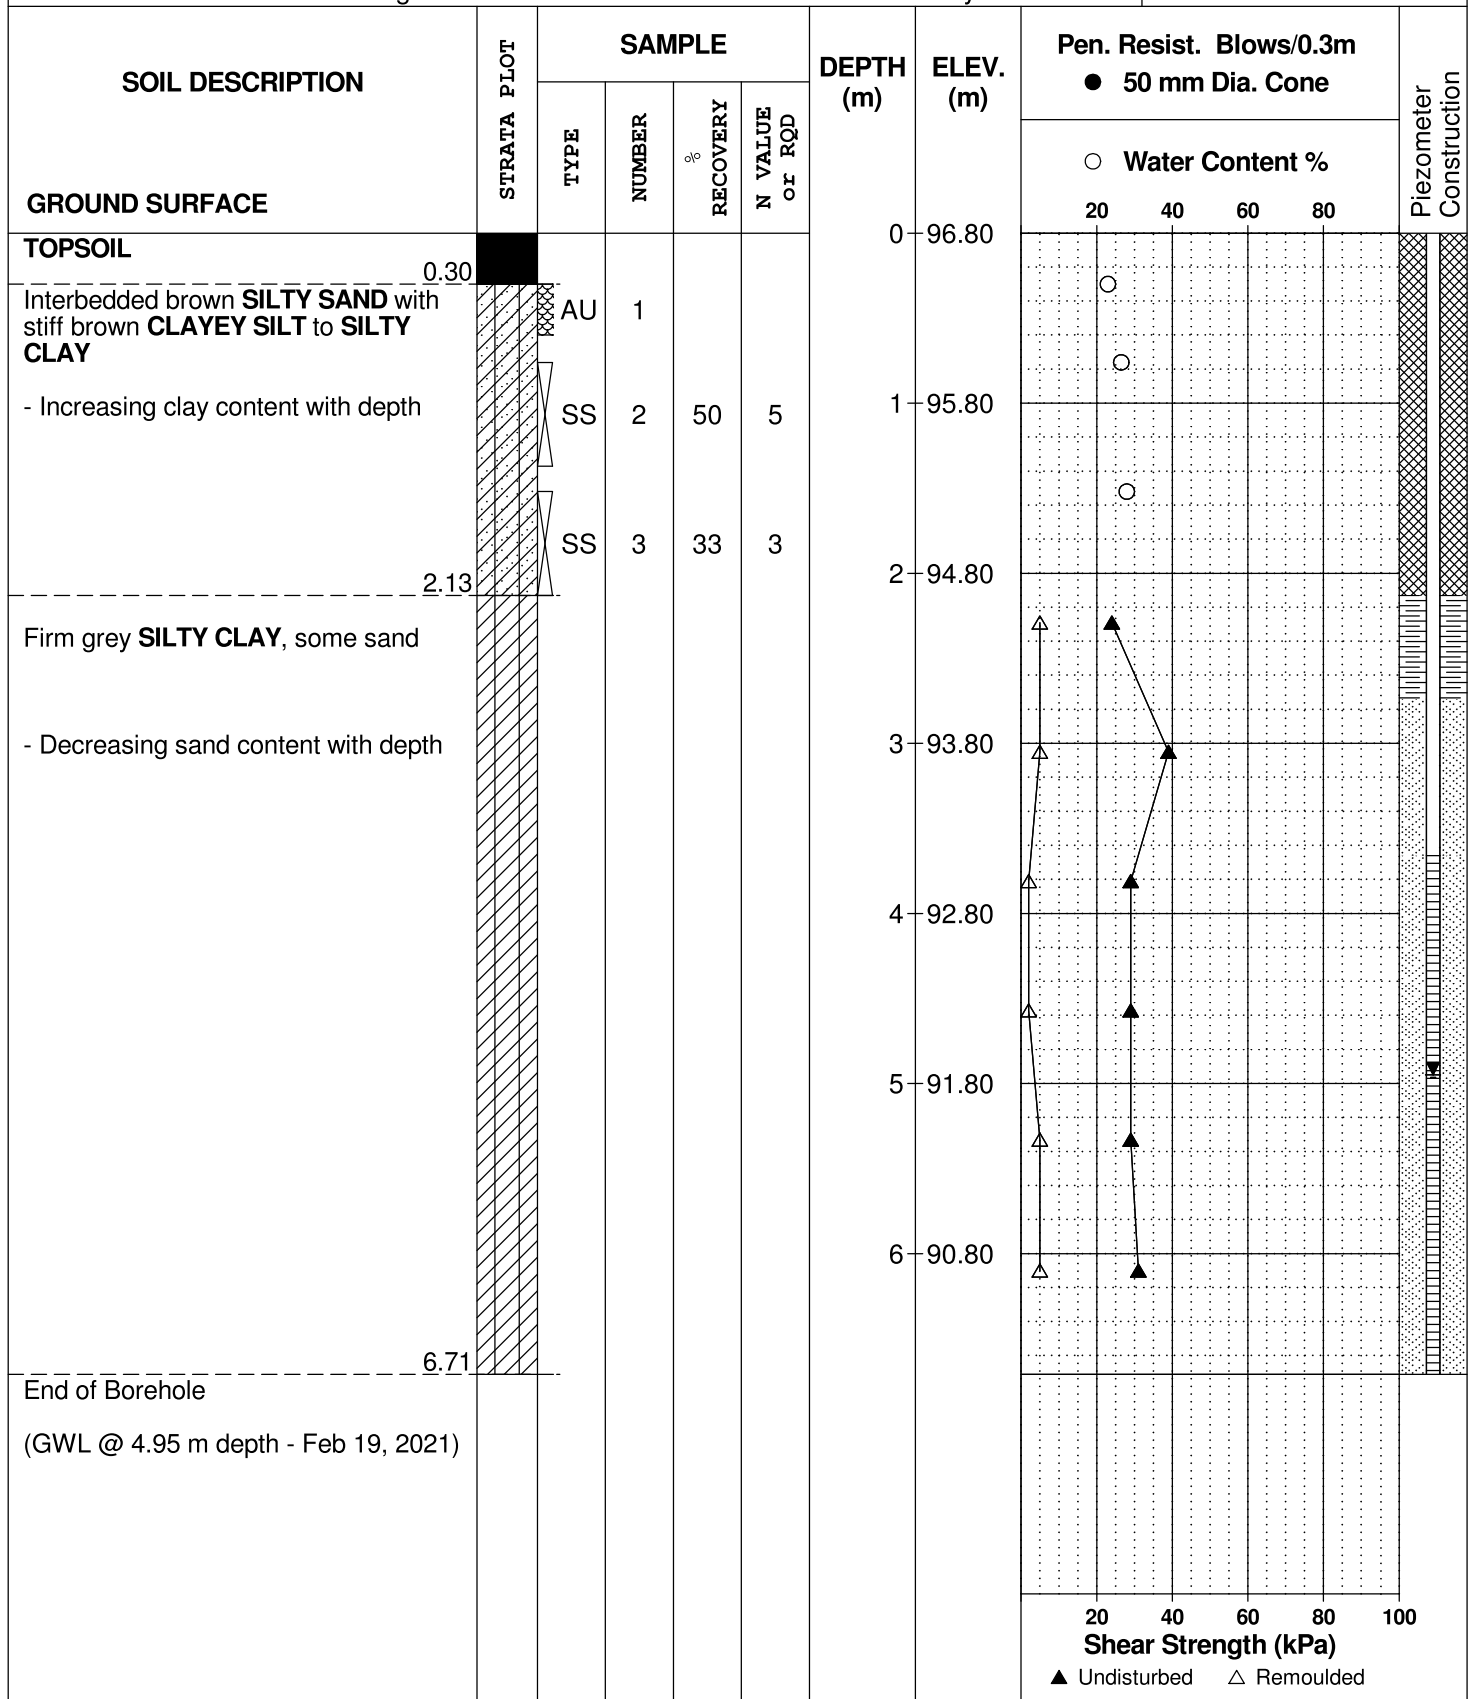 SOIL DESCRIPTION
GROUND SURFACE
STRATA PLOT
SAMPLE
TYPE
NUMBER
%
RECOVERY
N VALUE
or RQD
DEPTH
(m)
ELEV.
(m)
Pen. Resist. Blows/0.3m
● 50 mm Dia. Cone
○ Water Content %
20 40 60 80
Piezometer
Construction
TOPSOIL
0.30
0 96.80
Interbedded brown SILTY SAND with
stiff brown CLAYEY SILT to SILTY
CLAY
AU 1
- Increasing clay content with depth
SS 2 50 5
1 95.80
SS 3 33 3
2.13
2 94.80
Firm grey SILTY CLAY, some sand
- Decreasing sand content with depth
3 93.80
4 92.80
5 91.80
6 90.80
6.71
End of Borehole
(GWL @ 4.95 m depth - Feb 19, 2021)
20 40 60 80 100
Shear Strength (kPa)
▲ Undisturbed △ Remoulded